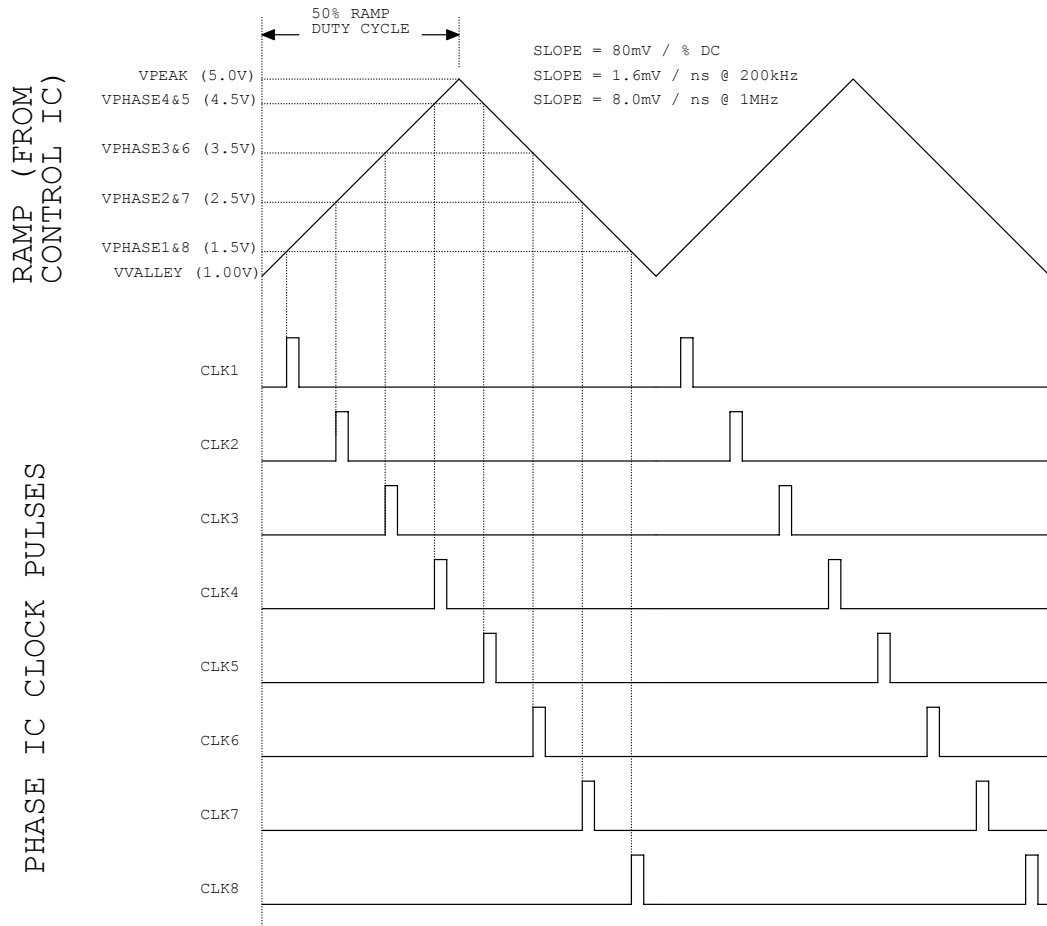 50% RAMP
DUTY CYCLE
SLOPE = 80mV / % DC
SLOPE = 1.6mV / ns @ 200kHz
SLOPE = 8.0mV / ns @ 1MHz
RAMP (FROM
CONTROL IC)
VPEAK (5.0V)
VPHASE4&5 (4.5V)
VPHASE3&6 (3.5V)
VPHASE2&7 (2.5V)
VPHASE1&8 (1.5V)
VVALLEY (1.00V)
PHASE IC CLOCK PULSES
CLK1
CLK2
CLK3
CLK4
CLK5
CLK6
CLK7
CLK8